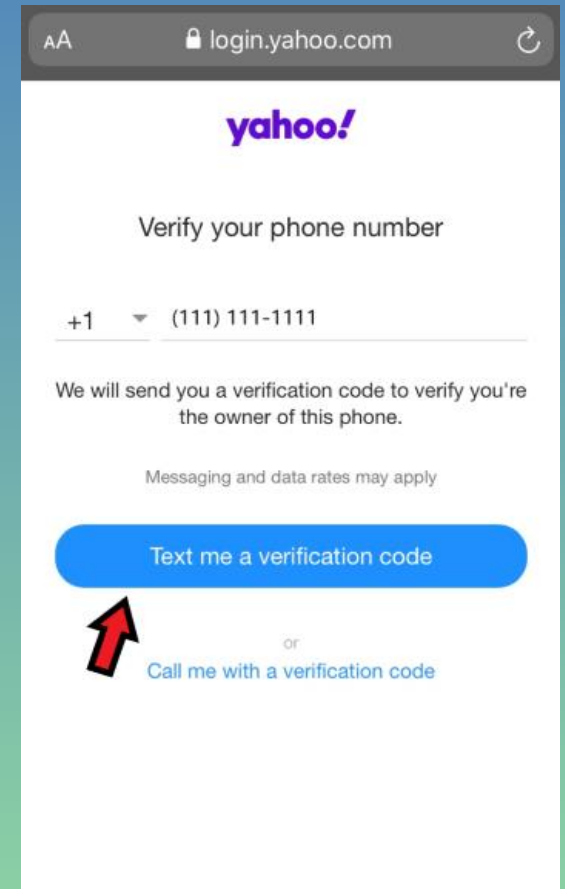 AA login.yahoo.com
yahoo!
Verify your phone number
+1 (111) 111-1111
We will send you a verification code to verify you're
the owner of this phone.
Messaging and data rates may apply
Text me a verification code
or
Call me with a verification code